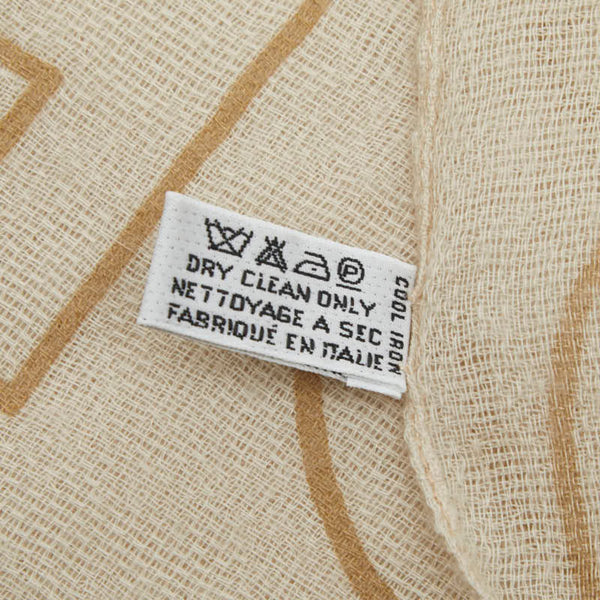 P
DRY CLEAN ONLY
NETTOYAGE A SEC
FABRIQUÉ EN ITALIE
COOL IRON